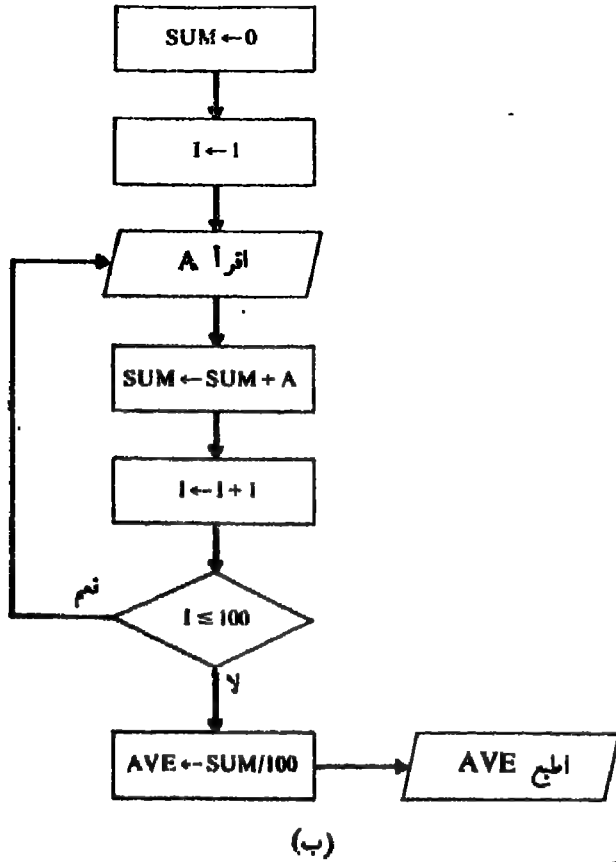 SUM ← 0
I ← 1
اقرأ A
SUM ← SUM + A
I ← I + 1
نعم
I ≤ 100
لا
AVE ← SUM/100
اطبع AVE
(ب)